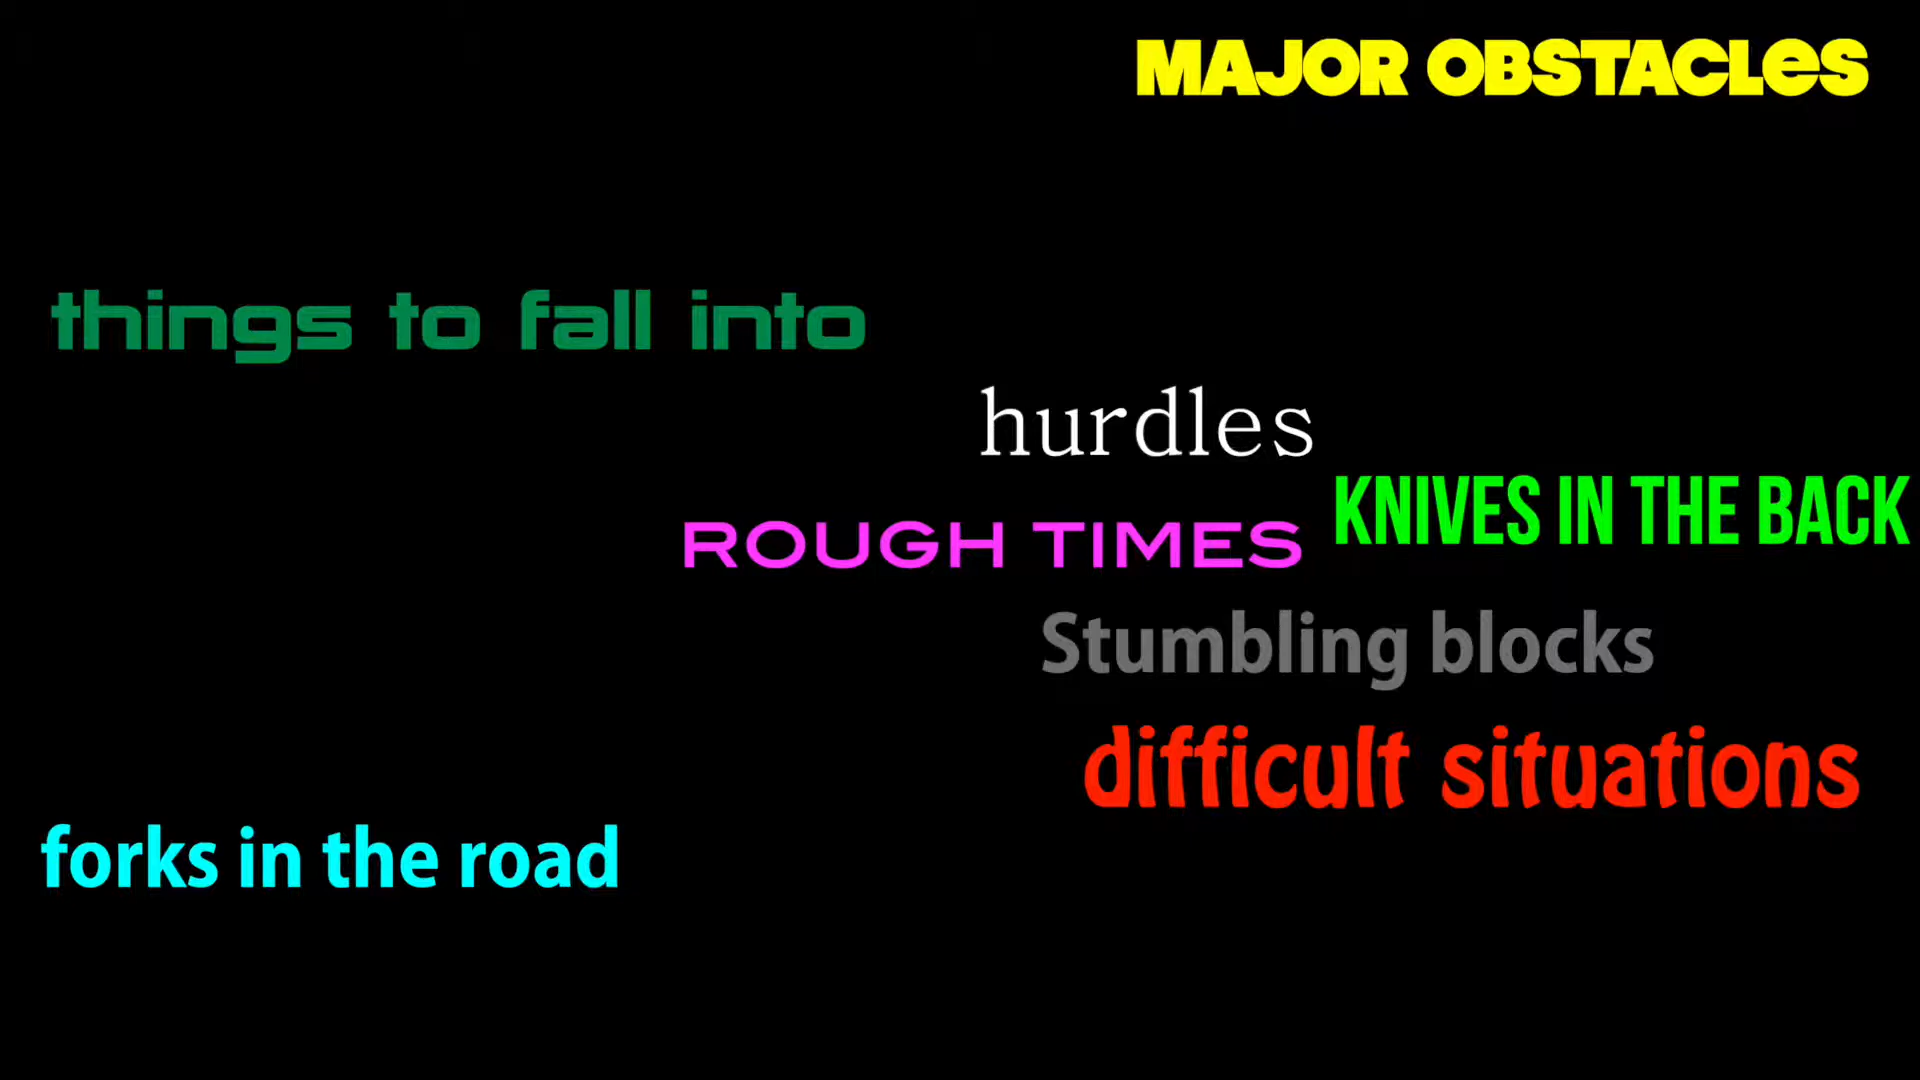 MAJOR OBSTACLES
things to fall into
hurdles
KNIVES IN THE BACK
ROUGH TIMES
Stumbling blocks
difficult situations
forks in the road